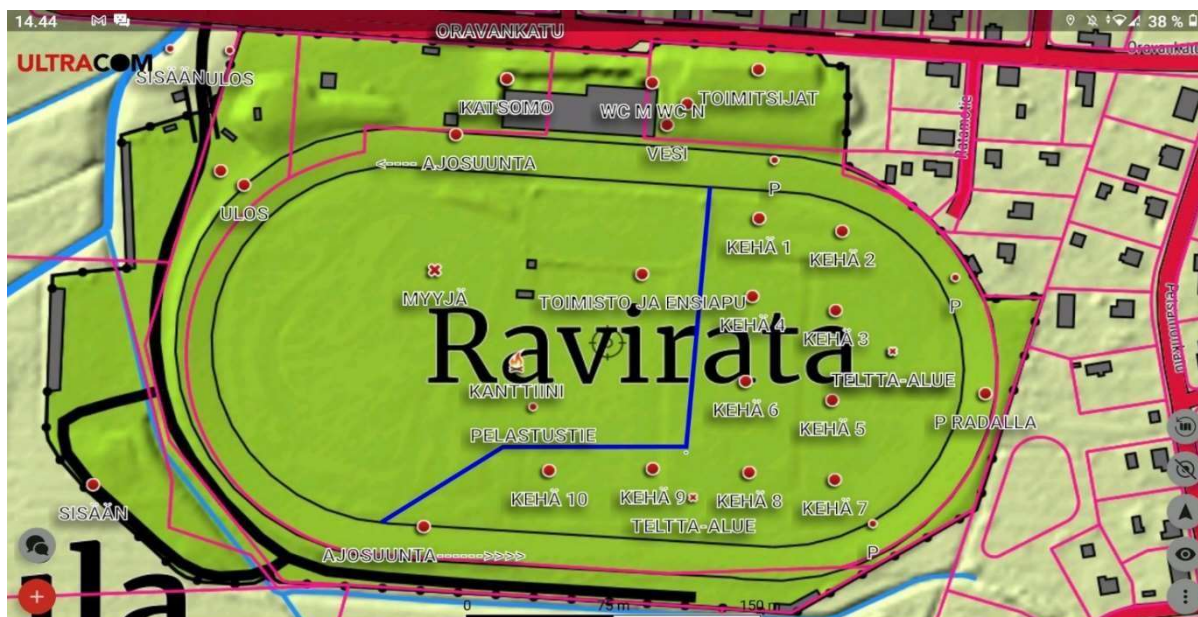 14.44
38 %
ULTRACOM
ORAVANKATU
Oravankatu
SISÄÄN
ULOS
KATSOMO
WC M
WC N
TOIMITSIJAT
VESI
<---- AJOSUUNTA
Ratamotie
P
ULOS
KEHÄ 1
KEHÄ 2
MYYJÄ
TOIMISTO JA ENSIAPU
P
KEHÄ 4
KEHÄ 3
Ravirata
TELTTA-ALUE
KANTTIINI
KEHÄ 6
KEHÄ 5
P RADALLA
PELASTUSTIE
KEHÄ 10
KEHÄ 9
KEHÄ 8
KEHÄ 7
SISÄÄN
TELTTA-ALUE
AJOSUUNTA------>>>>
P
ula
0
75 m
150 m